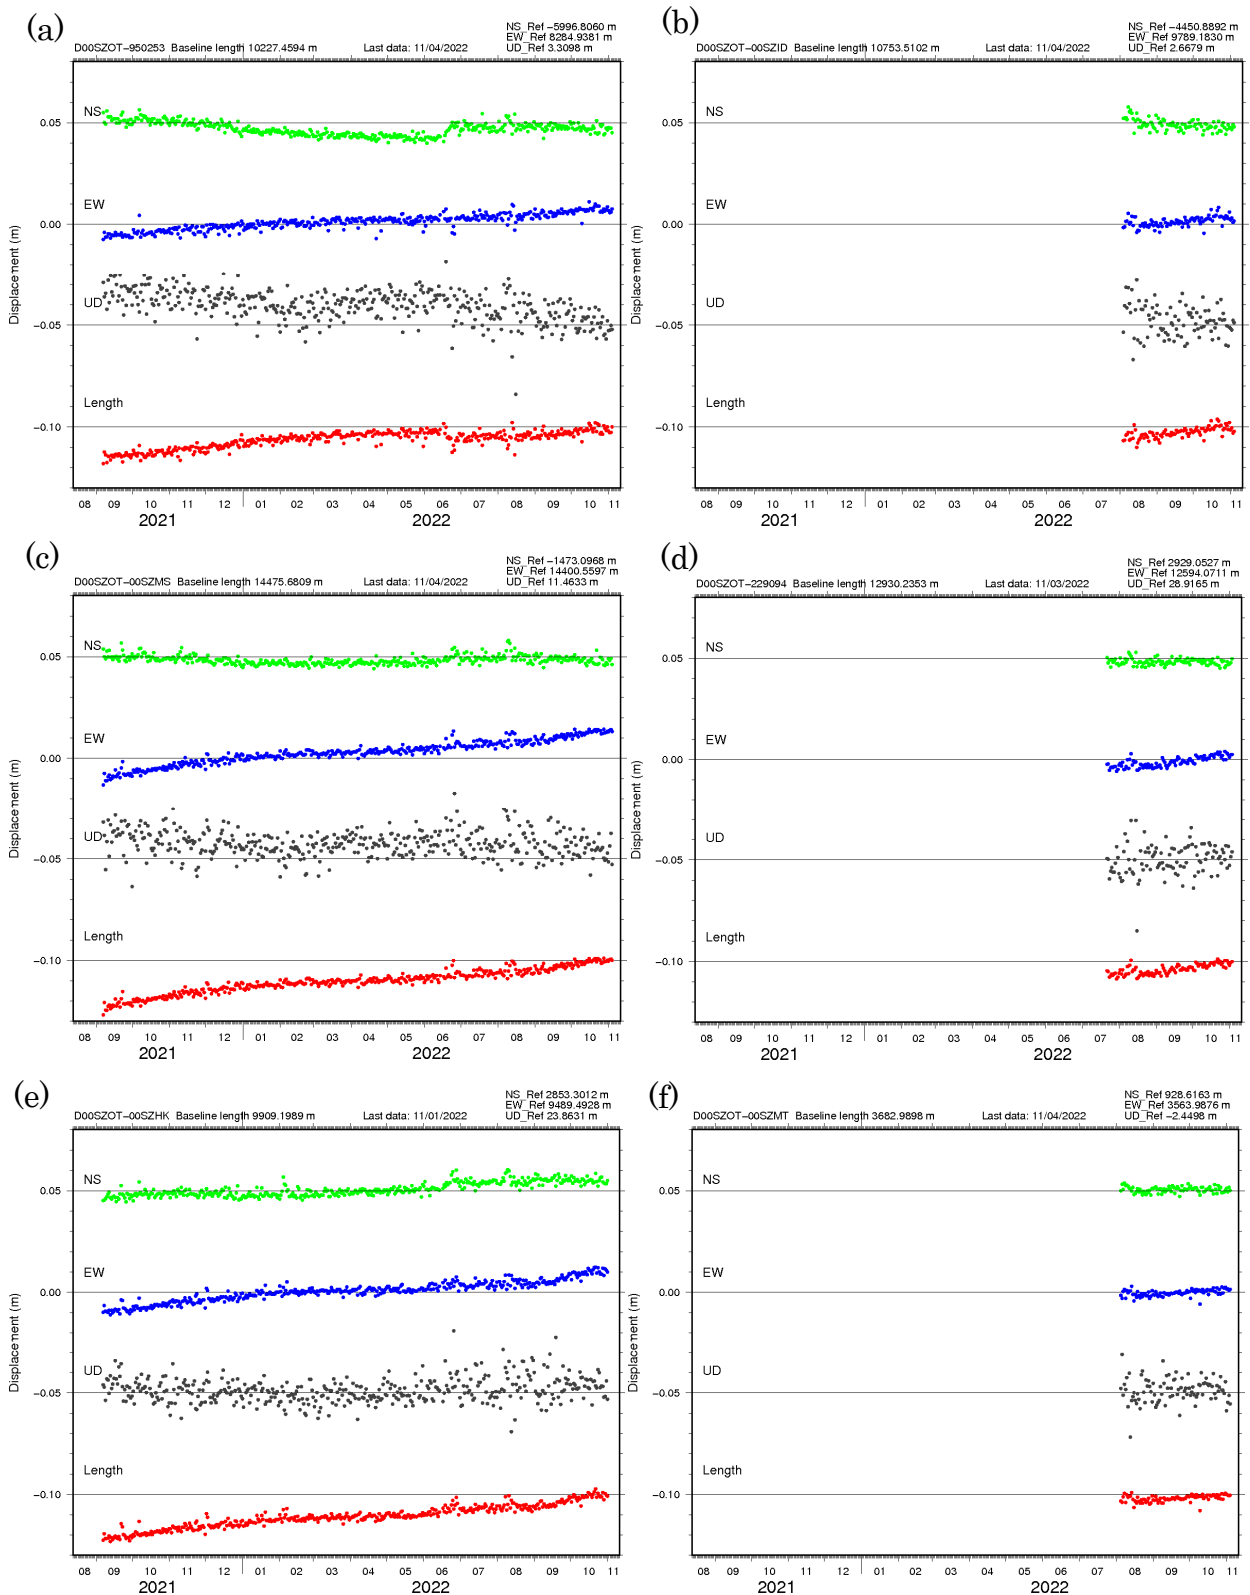 (a)
NS_Ref −5996.8060 m
EW_Ref 8284.9381 m
D00SZOT−950253 Baseline length 10227.4594 m Last data: 11/04/2022 UD_Ref 3.3098 m
NS
0.05
EW
0.00
Displacement (m)
UD
−0.05
Length
−0.10
08 09 10 11 12 01 02 03 04 05 06 07 08 09 10 11
2021 2022
(b)
NS_Ref −4450.8892 m
EW_Ref 9789.1830 m
D00SZOT−00SZID Baseline length 10753.5102 m Last data: 11/04/2022 UD_Ref 2.6679 m
NS
0.05
EW
0.00
Displacement (m)
UD
−0.05
Length
−0.10
08 09 10 11 12 01 02 03 04 05 06 07 08 09 10 11
2021 2022
(c)
NS_Ref −1473.0968 m
EW_Ref 14400.5597 m
D00SZOT−00SZMS Baseline length 14475.6809 m Last data: 11/04/2022 UD_Ref 11.4633 m
NS
0.05
EW
0.00
Displacement (m)
UD
−0.05
Length
−0.10
08 09 10 11 12 01 02 03 04 05 06 07 08 09 10 11
2021 2022
(d)
NS_Ref 2929.0527 m
EW_Ref 12594.0711 m
D00SZOT−229094 Baseline length 12930.2353 m Last data: 11/03/2022 UD_Ref 28.9165 m
NS
0.05
EW
0.00
Displacement (m)
UD
−0.05
Length
−0.10
08 09 10 11 12 01 02 03 04 05 06 07 08 09 10 11
2021 2022
(e)
NS_Ref 2853.3012 m
EW_Ref 9489.4928 m
D00SZOT−00SZHK Baseline length 9909.1989 m Last data: 11/01/2022 UD_Ref 23.8631 m
NS
0.05
EW
0.00
Displacement (m)
UD
−0.05
Length
−0.10
08 09 10 11 12 01 02 03 04 05 06 07 08 09 10 11
2021 2022
(f)
NS_Ref 928.6163 m
EW_Ref 3563.9876 m
D00SZOT−00SZMT Baseline length 3682.9898 m Last data: 11/04/2022 UD_Ref −2.4498 m
NS
0.05
EW
0.00
Displacement (m)
UD
−0.05
Length
−0.10
08 09 10 11 12 01 02 03 04 05 06 07 08 09 10 11
2021 2022